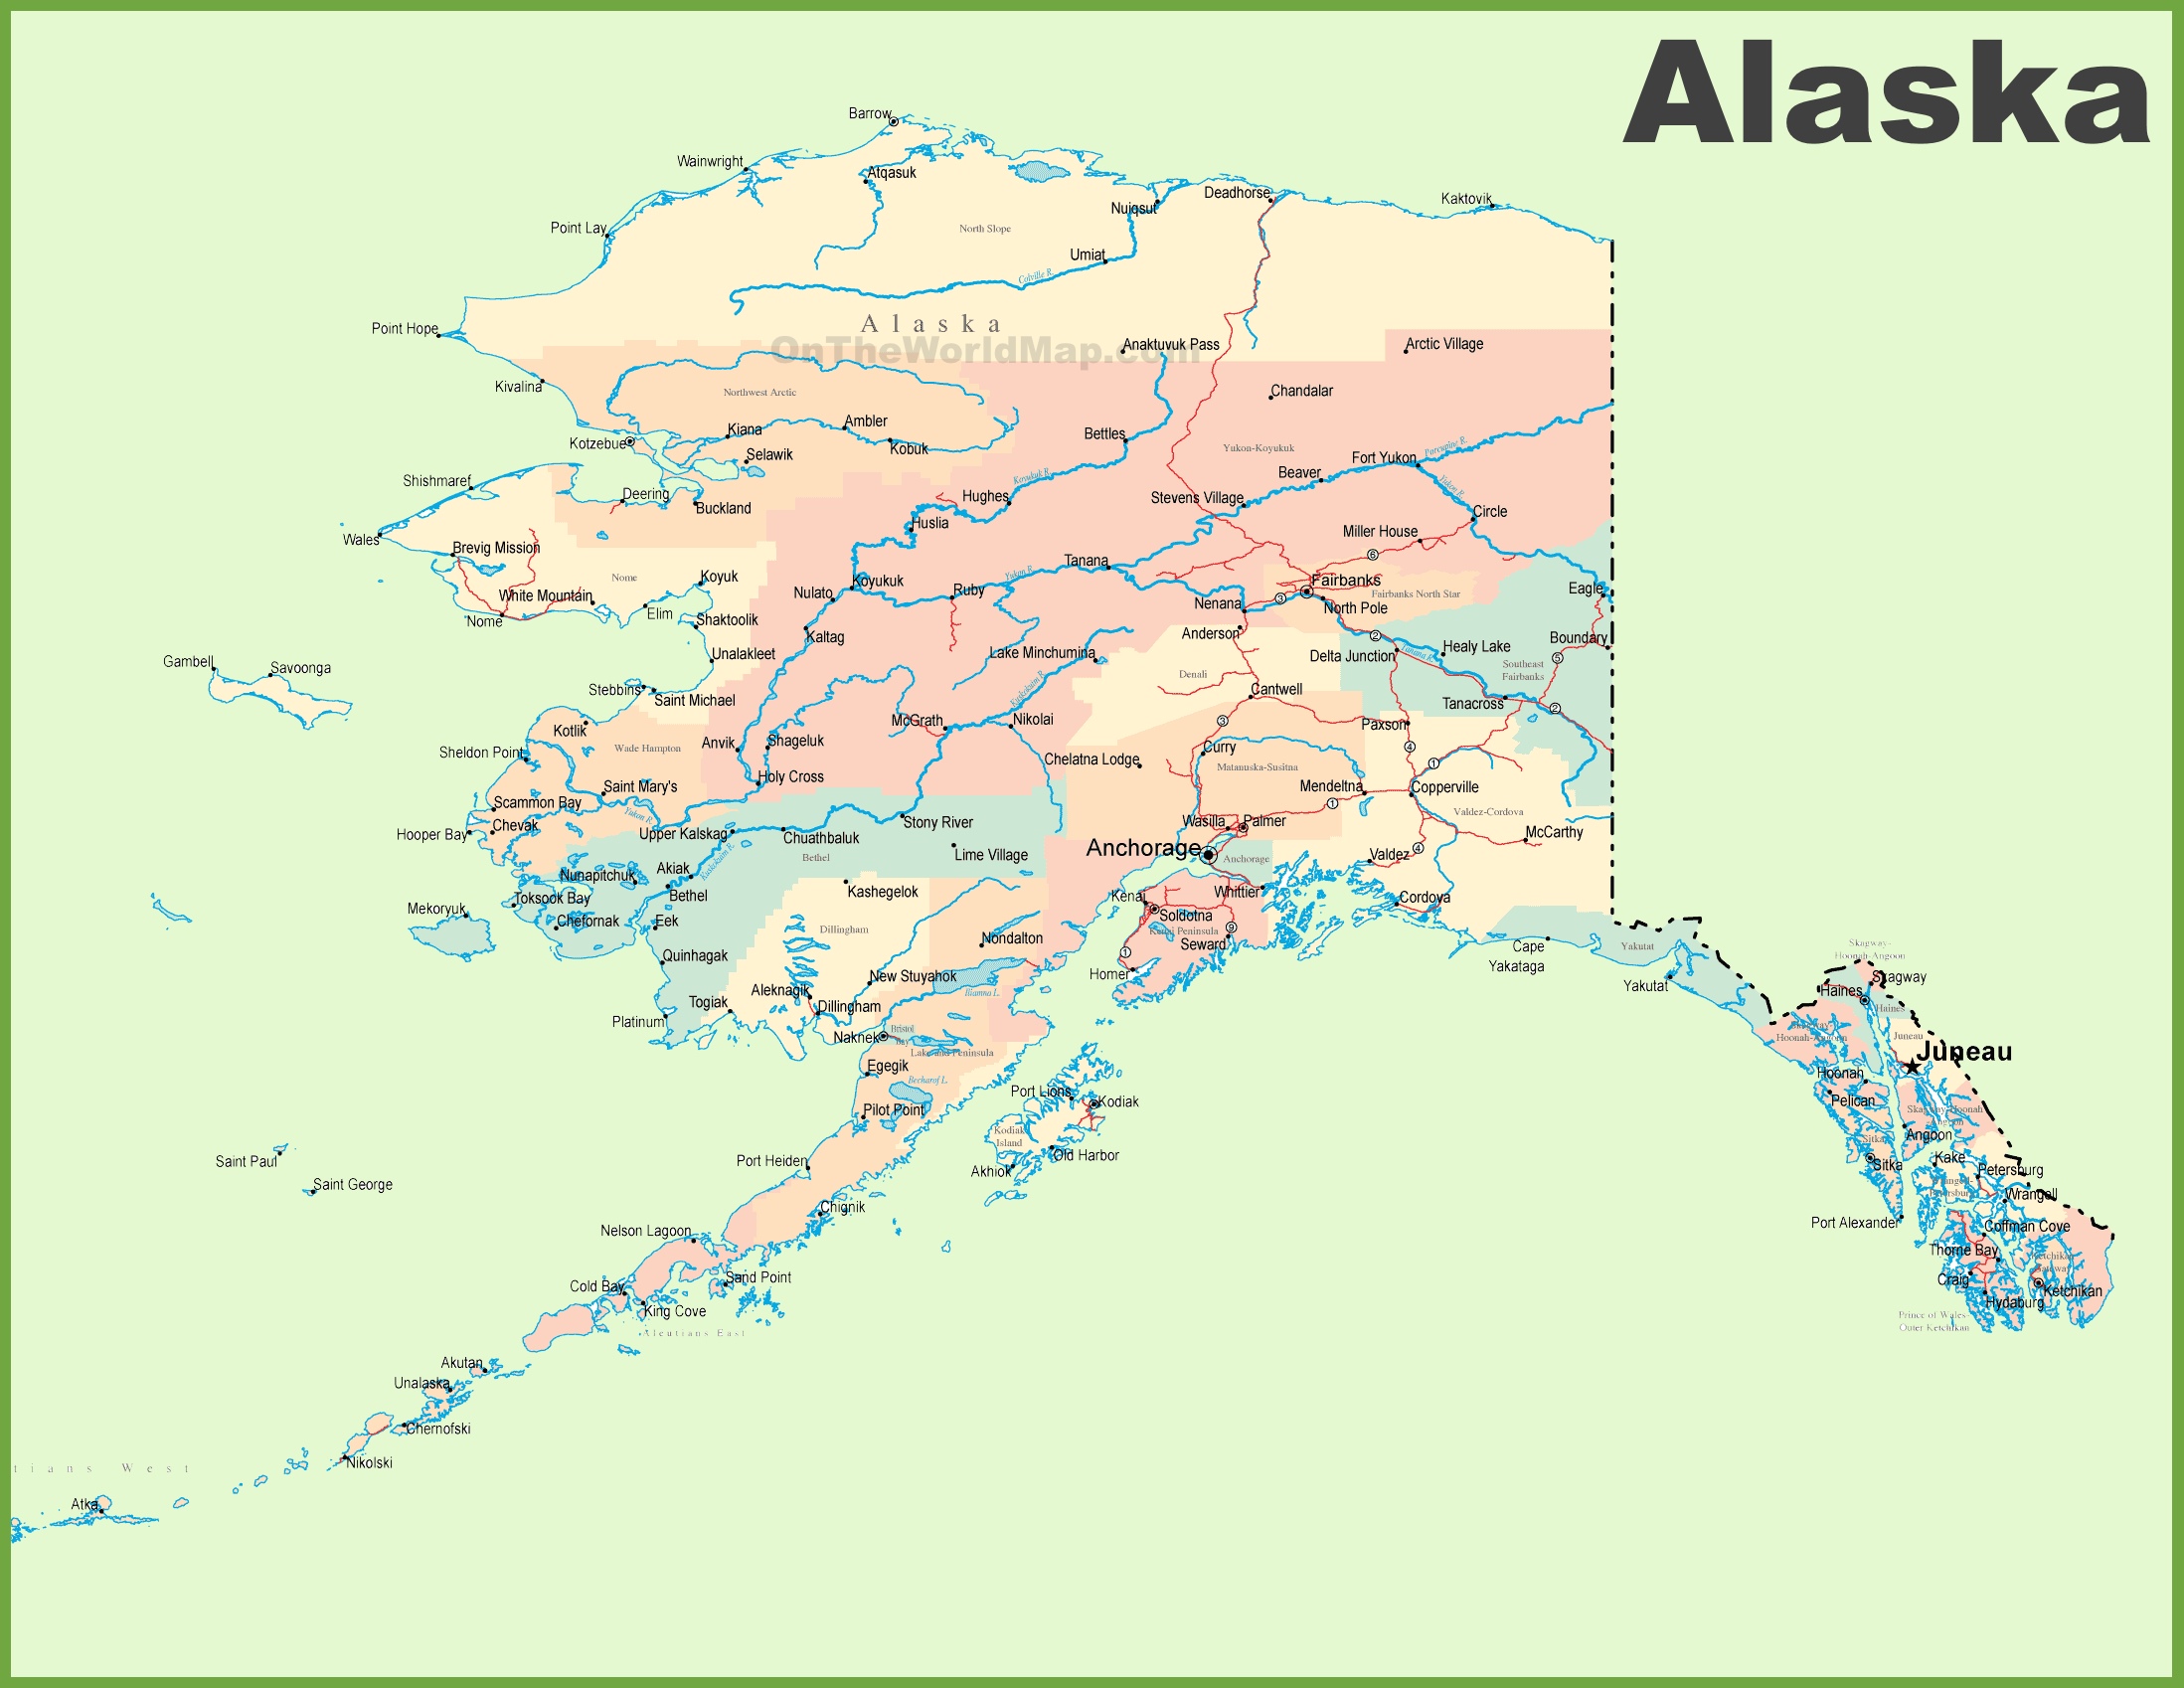 Alaska
Barrow
Wainwright
Atqasuk
Deadhorse
Kaktovik
Nuiqsut
Point Lay
North Slope
Umiat
Colville R.
Alaska
Point Hope
OnTheWorldMap.com
Anaktuvuk Pass
Arctic Village
Kivalina
Northwest Arctic
Chandalar
Ambler
Kiana
Bettles
Kotzebue
Kobuk
Yukon-Koyukuk
Porcupine R.
Selawik
Fort Yukon
Beaver
Shishmaref
Koyukuk R.
Yukon R.
Deering
Hughes
Stevens Village
Buckland
Circle
Huslia
Miller House
Wales
Brevig Mission
6
Tanana
Nome
Koyuk
Yukon R.
Koyukuk
Fairbanks
Ruby
Eagle
Nulato
White Mountain
3
Fairbanks North Star
Nenana
North Pole
Elim
Nome
Shaktoolik
Anderson
2
Kaltag
Boundary
Healy Lake
Unalakleet
Lake Minchumina
Delta Junction
Tanana R.
5
Gambell
Savoonga
Southeast
Fairbanks
Denali
Stebbins
Cantwell
Kuskokuim R.
Saint Michael
Tanacross
2
McGrath
Nikolai
3
Paxson
Kotlik
Anvik
Shageluk
Wade Hampton
Curry
4
Sheldon Point
Chelatna Lodge
1
Matanuska-Susitna
Holy Cross
Saint Mary's
Mendeltna
Copperville
Scammon Bay
1
Yukon R.
Valdez-Cordova
Wasilla
Palmer
Stony River
Chevak
Hooper Bay
Upper Kalskag
Chuathbaluk
McCarthy
Anchorage
4
Lime Village
Valdez
Bethel
Anchorage
Kuskokuim R.
Akiak
Nunapitchuk
Kashegelok
Whittier
Bethel
Kenai
Toksook Bay
Cordova
Mekoryuk
Soldotna
Chefornak
Eek
Dillingham
Kenai Peninsula
9
Nondalton
Seward
Cape
Yakataga
Yakutat
Skagway-
Hoonah-Angoon
1
Quinhagak
Homer
New Stuyahok
Skagway
Yakutat
Iliamna L.
Aleknagik
Haines
Togiak
Dillingham
Haines
Platinum
Skagway-
Hoonah-Angoon
Bristol
Bay
Naknek
Juneau
Lake and Peninsula
Juneau
Egegik
Hoonah
Becharof L.
Port Lions
Pelican
Kodiak
Pilot Point
Skagway-Hoonah
-Angoon
Kodiak
Island
Angoon
Sitka
Old Harbor
Kake
Port Heiden
Saint Paul
Akhiok
Sitka
Petersburg
Saint George
Wrangell-
Petersburg
Wrangell
Chignik
Port Alexander
Coffman Cove
Nelson Lagoon
Thorne Bay
Ketchikan
Gateway
Sand Point
Craig
Cold Bay
Ketchikan
Hydaburg
King Cove
Prince of Wales-
Outer Ketchikan
Aleutians East
Akutan
Unalaska
Chernofski
Nikolski
tians West
Atka